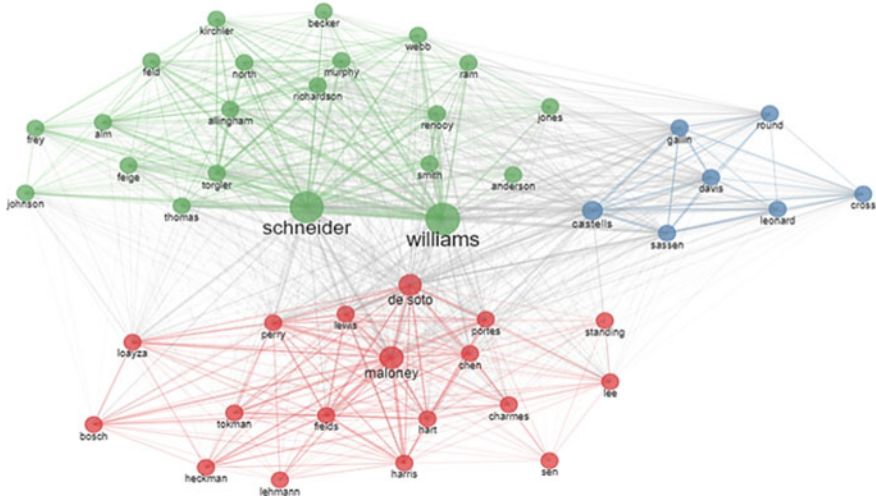 becker
kirchler
webb
feld
north
murphy
ram
richardson
allingham
renooy
jones
alm
frey
gallin
round
feige
torgler
smith
anderson
davis
johnson
thomas
castells
leonard
cross
schneider
williams
sassen
de soto
perry
lewis
portes
standing
loayza
maloney
chen
lee
bosch
tokman
fields
hart
charmes
heckman
harris
sen
lehmann